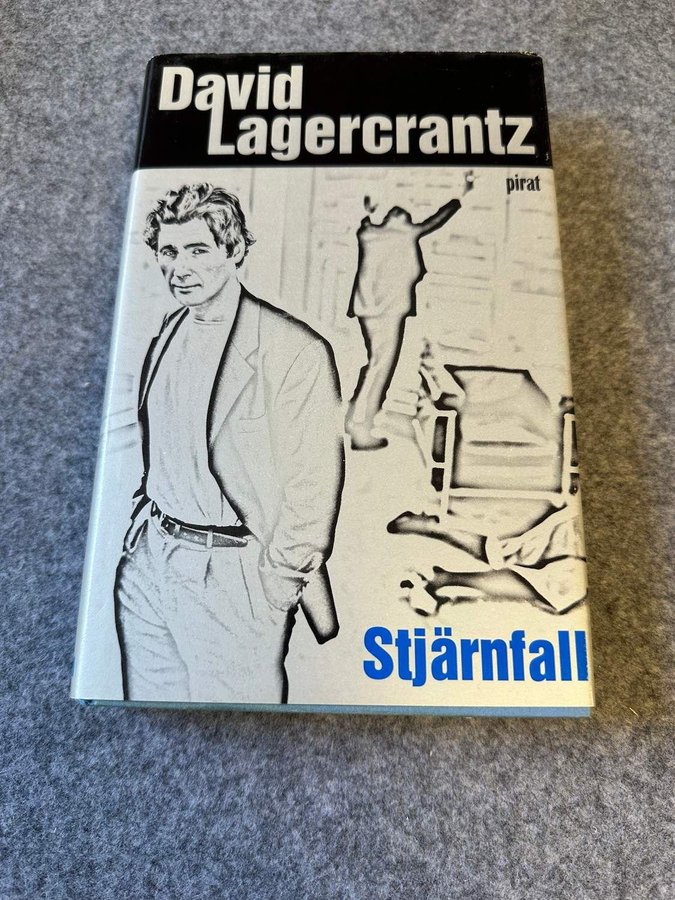 David
Lagercrantz
pirat
Stjärnfall